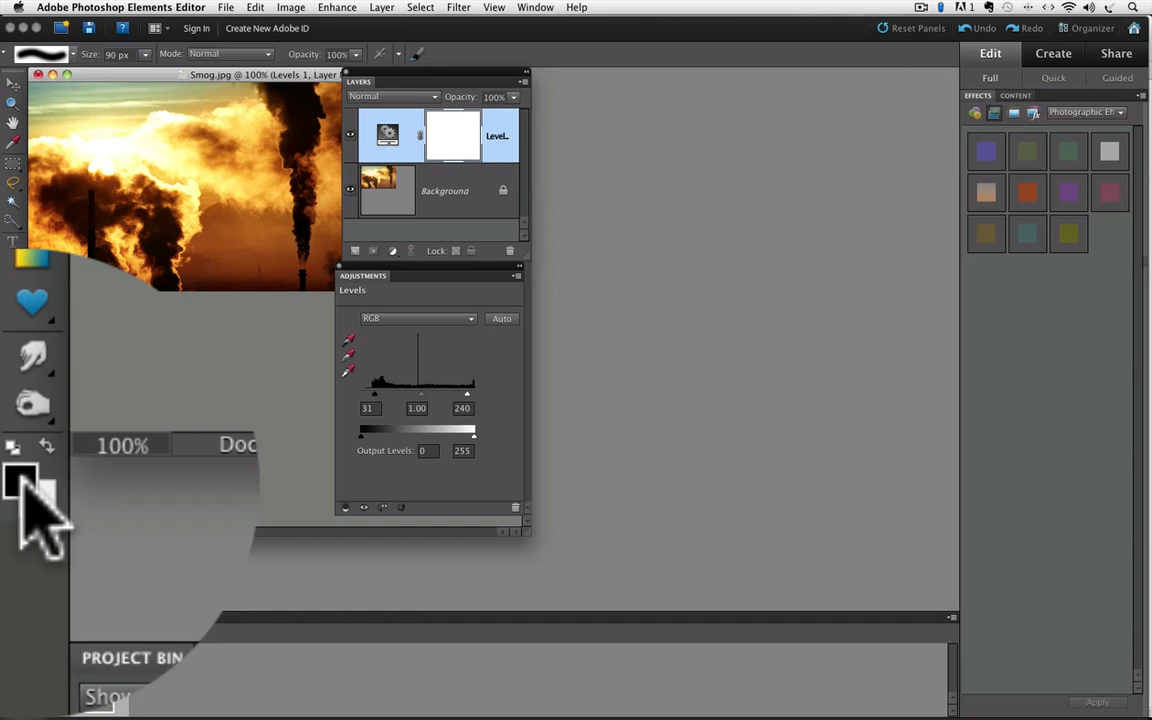 Adobe Photoshop Elements Editor File Edit Image Enhance Layer Select Filter View Window Help 1
Sign In Create New Adobe ID Reset Panels Undo Redo Organizer
Size: 90 px Mode: Normal Opacity: 100% Edit Create Share
Smog.jpg @ 100% (Levels 1, Layer M
Full Quick Guided
LAYERS
EFFECTS CONTENT
Normal Opacity: 100%
Photographic Eff
Level...
Background
Lock:
ADJUSTMENTS
Levels
RGB Auto
31 1.00 240
Output Levels: 0 255
100% Doc
PROJECT BIN
Show
Apply